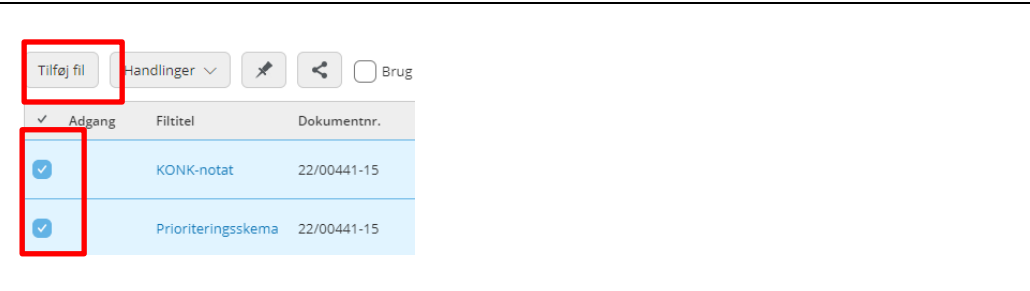 Tilføj fil Handlinger Brug
Adgang Filtitel Dokumentnr.
KONK-notat 22/00441-15
Prioriteringsskema 22/00441-15